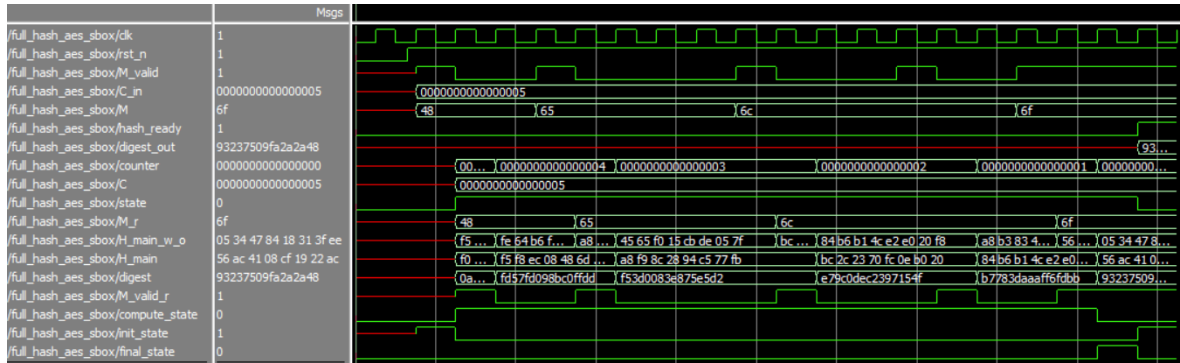 Msgs
/full_hash_aes_sbox/clk 1
/full_hash_aes_sbox/rst_n 1
/full_hash_aes_sbox/M_valid 1
/full_hash_aes_sbox/C_in 0000000000000005 0000000000000005
/full_hash_aes_sbox/M 6f 48 65 6c 6f
/full_hash_aes_sbox/hash_ready 1
/full_hash_aes_sbox/digest_out 93237509fa2a2a48 93...
/full_hash_aes_sbox/counter 0000000000000000 00... 0000000000000004 0000000000000003 0000000000000002 0000000000000001 00000000...
/full_hash_aes_sbox/C 0000000000000005 0000000000000005
/full_hash_aes_sbox/state 0
/full_hash_aes_sbox/M_r 6f 48 65 6c 6f
/full_hash_aes_sbox/H_main_w_o 05 34 47 84 18 31 3f ee f5 ... fe 64 b6 f... a8 ... 45 65 f0 15 cb de 05 7f bc ... 84 b6 b1 4c e2 e0 20 f8 a8 b3 83 4... 56 ... 05 34 47 8...
/full_hash_aes_sbox/H_main 56 ac 41 08 cf 19 22 ac f0 ... f5 f8 ec 08 48 6d ... a8 f9 8c 28 94 c5 77 fb bc 2c 23 70 fc 0e b0 20 84 b6 b1 4c e2 e0... 56 ac 41 0...
/full_hash_aes_sbox/digest 93237509fa2a2a48 0a... fd57fd098bc0ffdd f53d0083e875e5d2 e79c0dec2397154f b7783daaaff6fdbb 93237509...
/full_hash_aes_sbox/M_valid_r 1
/full_hash_aes_sbox/compute_state 0
/full_hash_aes_sbox/init_state 1
/full_hash_aes_sbox/final_state 0